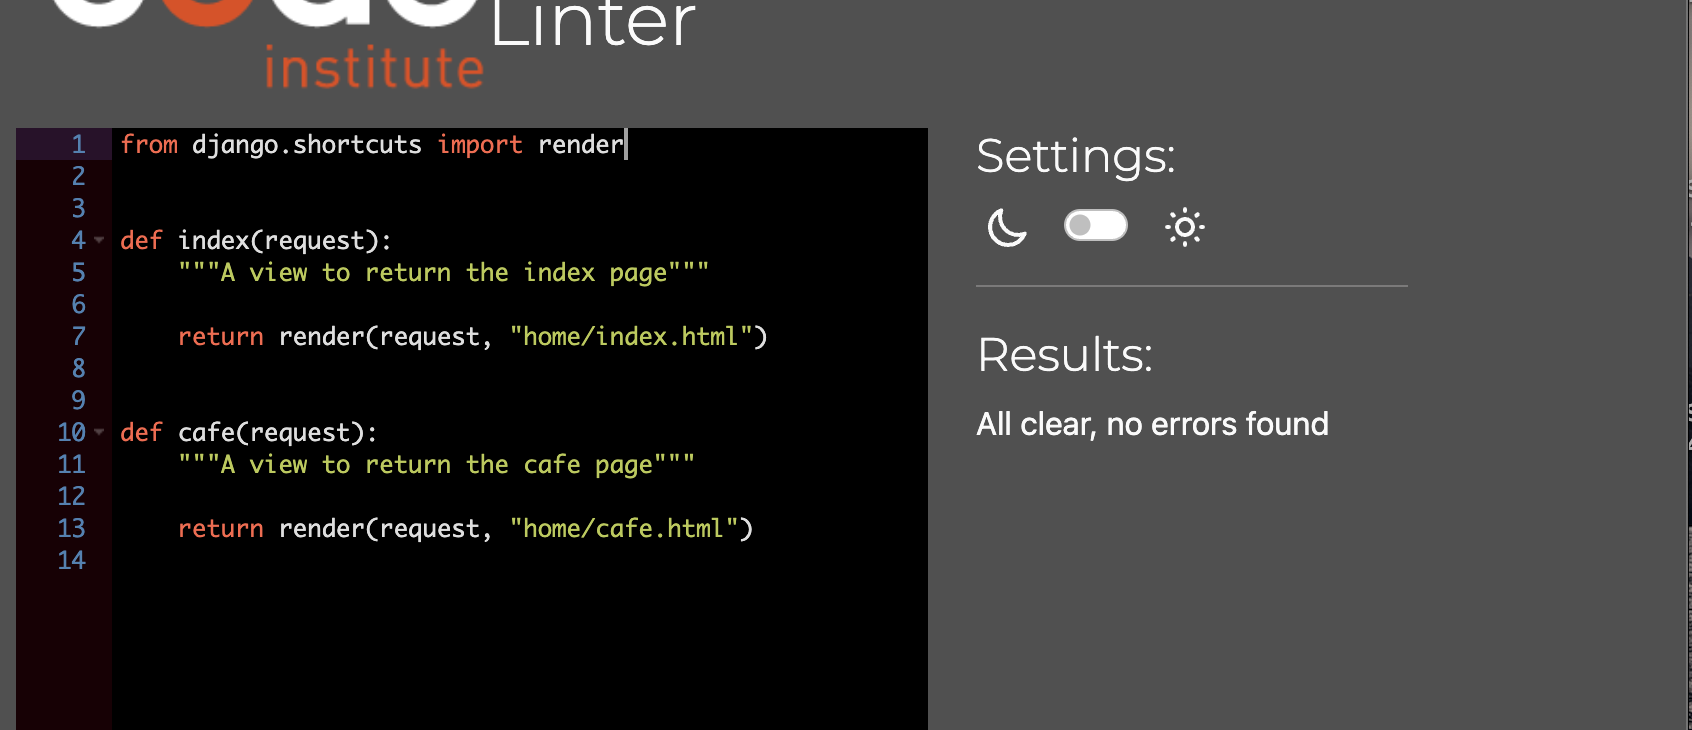 Linter
institute
1 from django.shortcuts import render
2
3
4 def index(request):
5     """A view to return the index page"""
6
7     return render(request, "home/index.html")
8
9
10 def cafe(request):
11     """A view to return the cafe page"""
12
13     return render(request, "home/cafe.html")
14
Settings:
Results:
All clear, no errors found